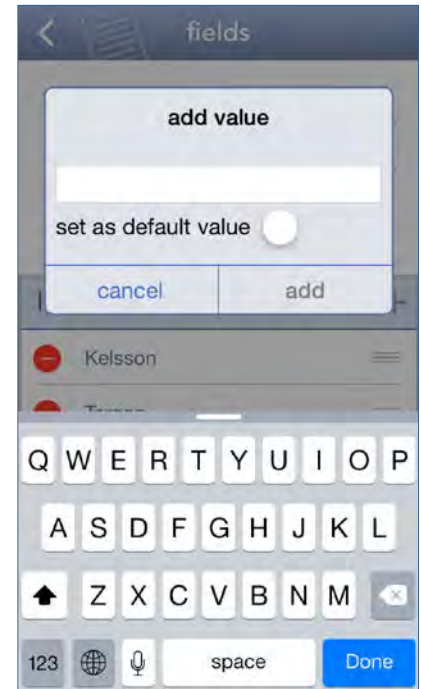 fields
add value
set as default value
cancel add
Kelsson
Q W E R T Y U I O P
A S D F G H J K L
Z X C V B N M
123 space Done